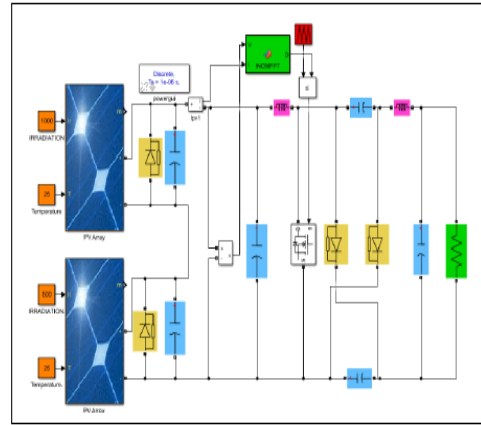 Discrete,
Ts = 1e-06 s.
powergui
INCMPPT
1000
IRRADIATION
Ipv1
25
Temperature.
PV Array
500
IRRADIATION.
25
Temperature.
PV Array